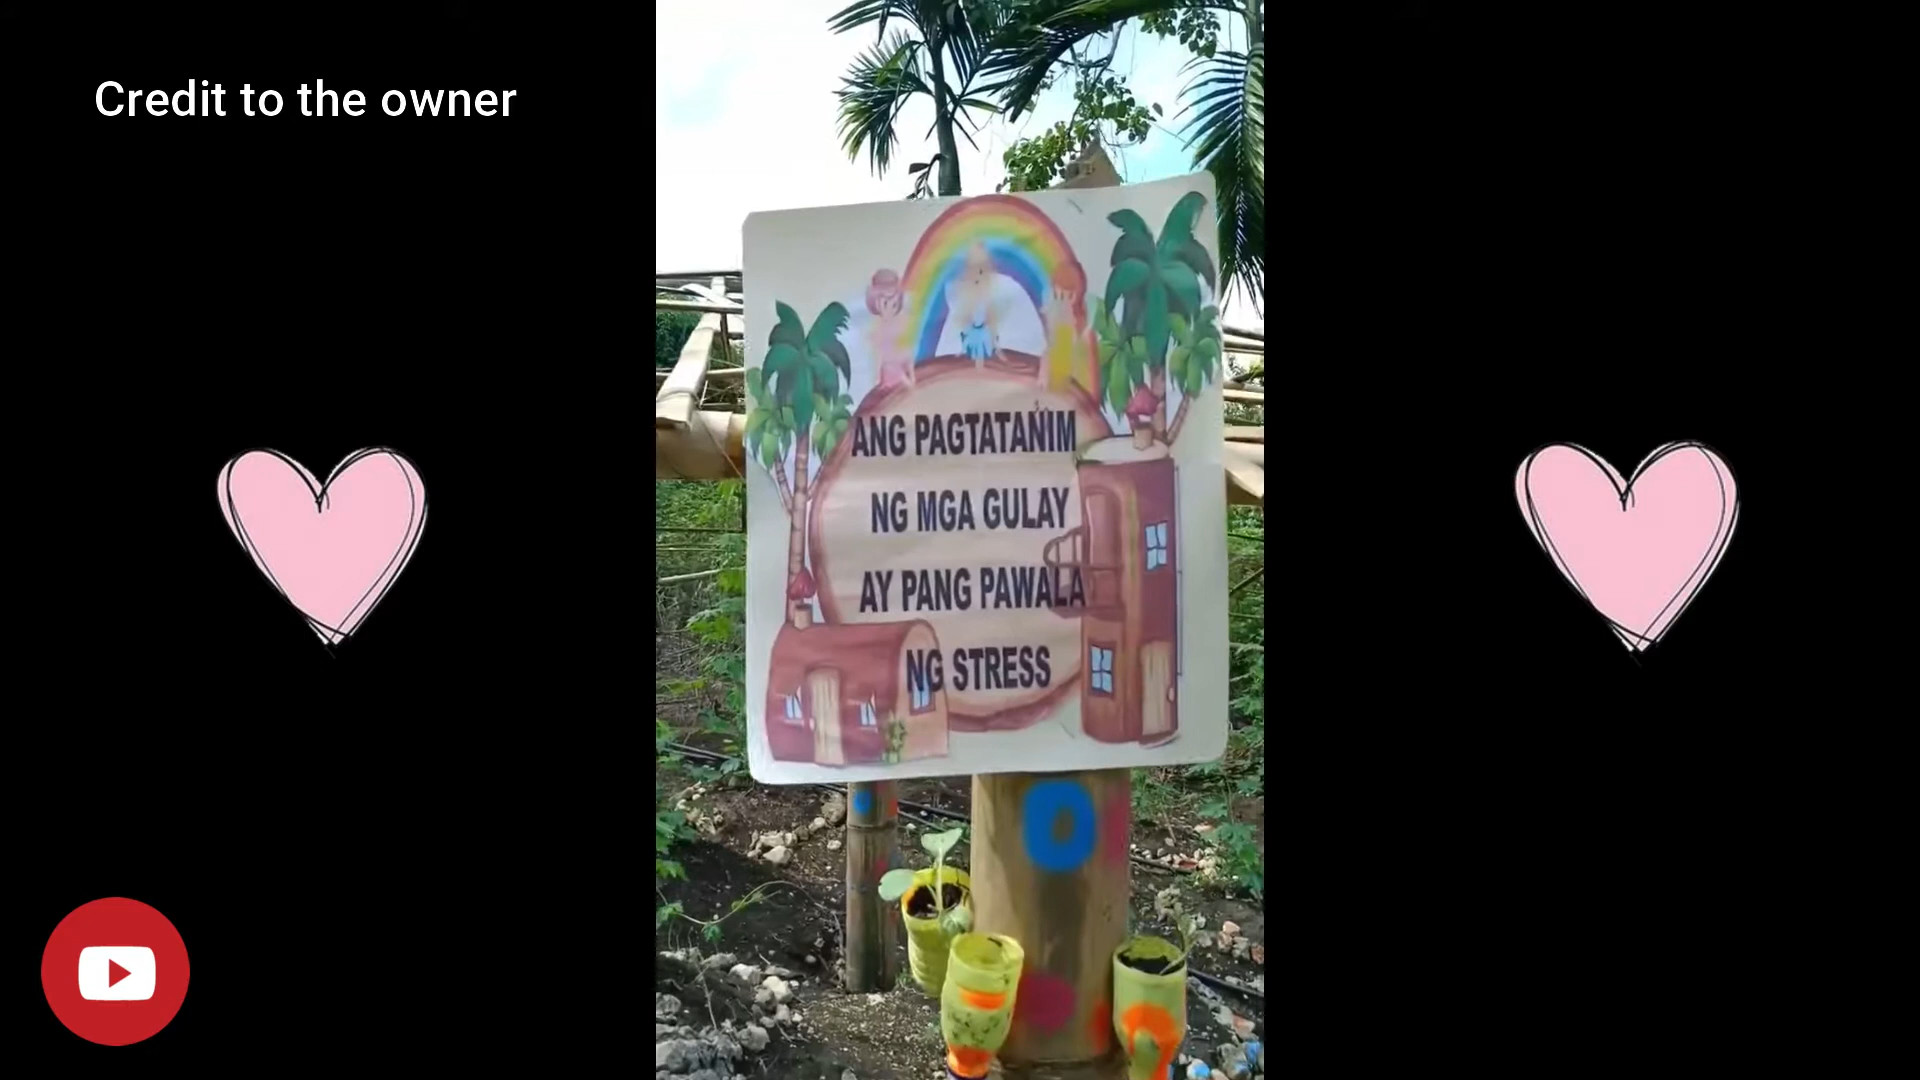 Credit to the owner
ANG PAGTATANIM
NG MGA GULAY
AY PANG PAWALA
NG STRESS